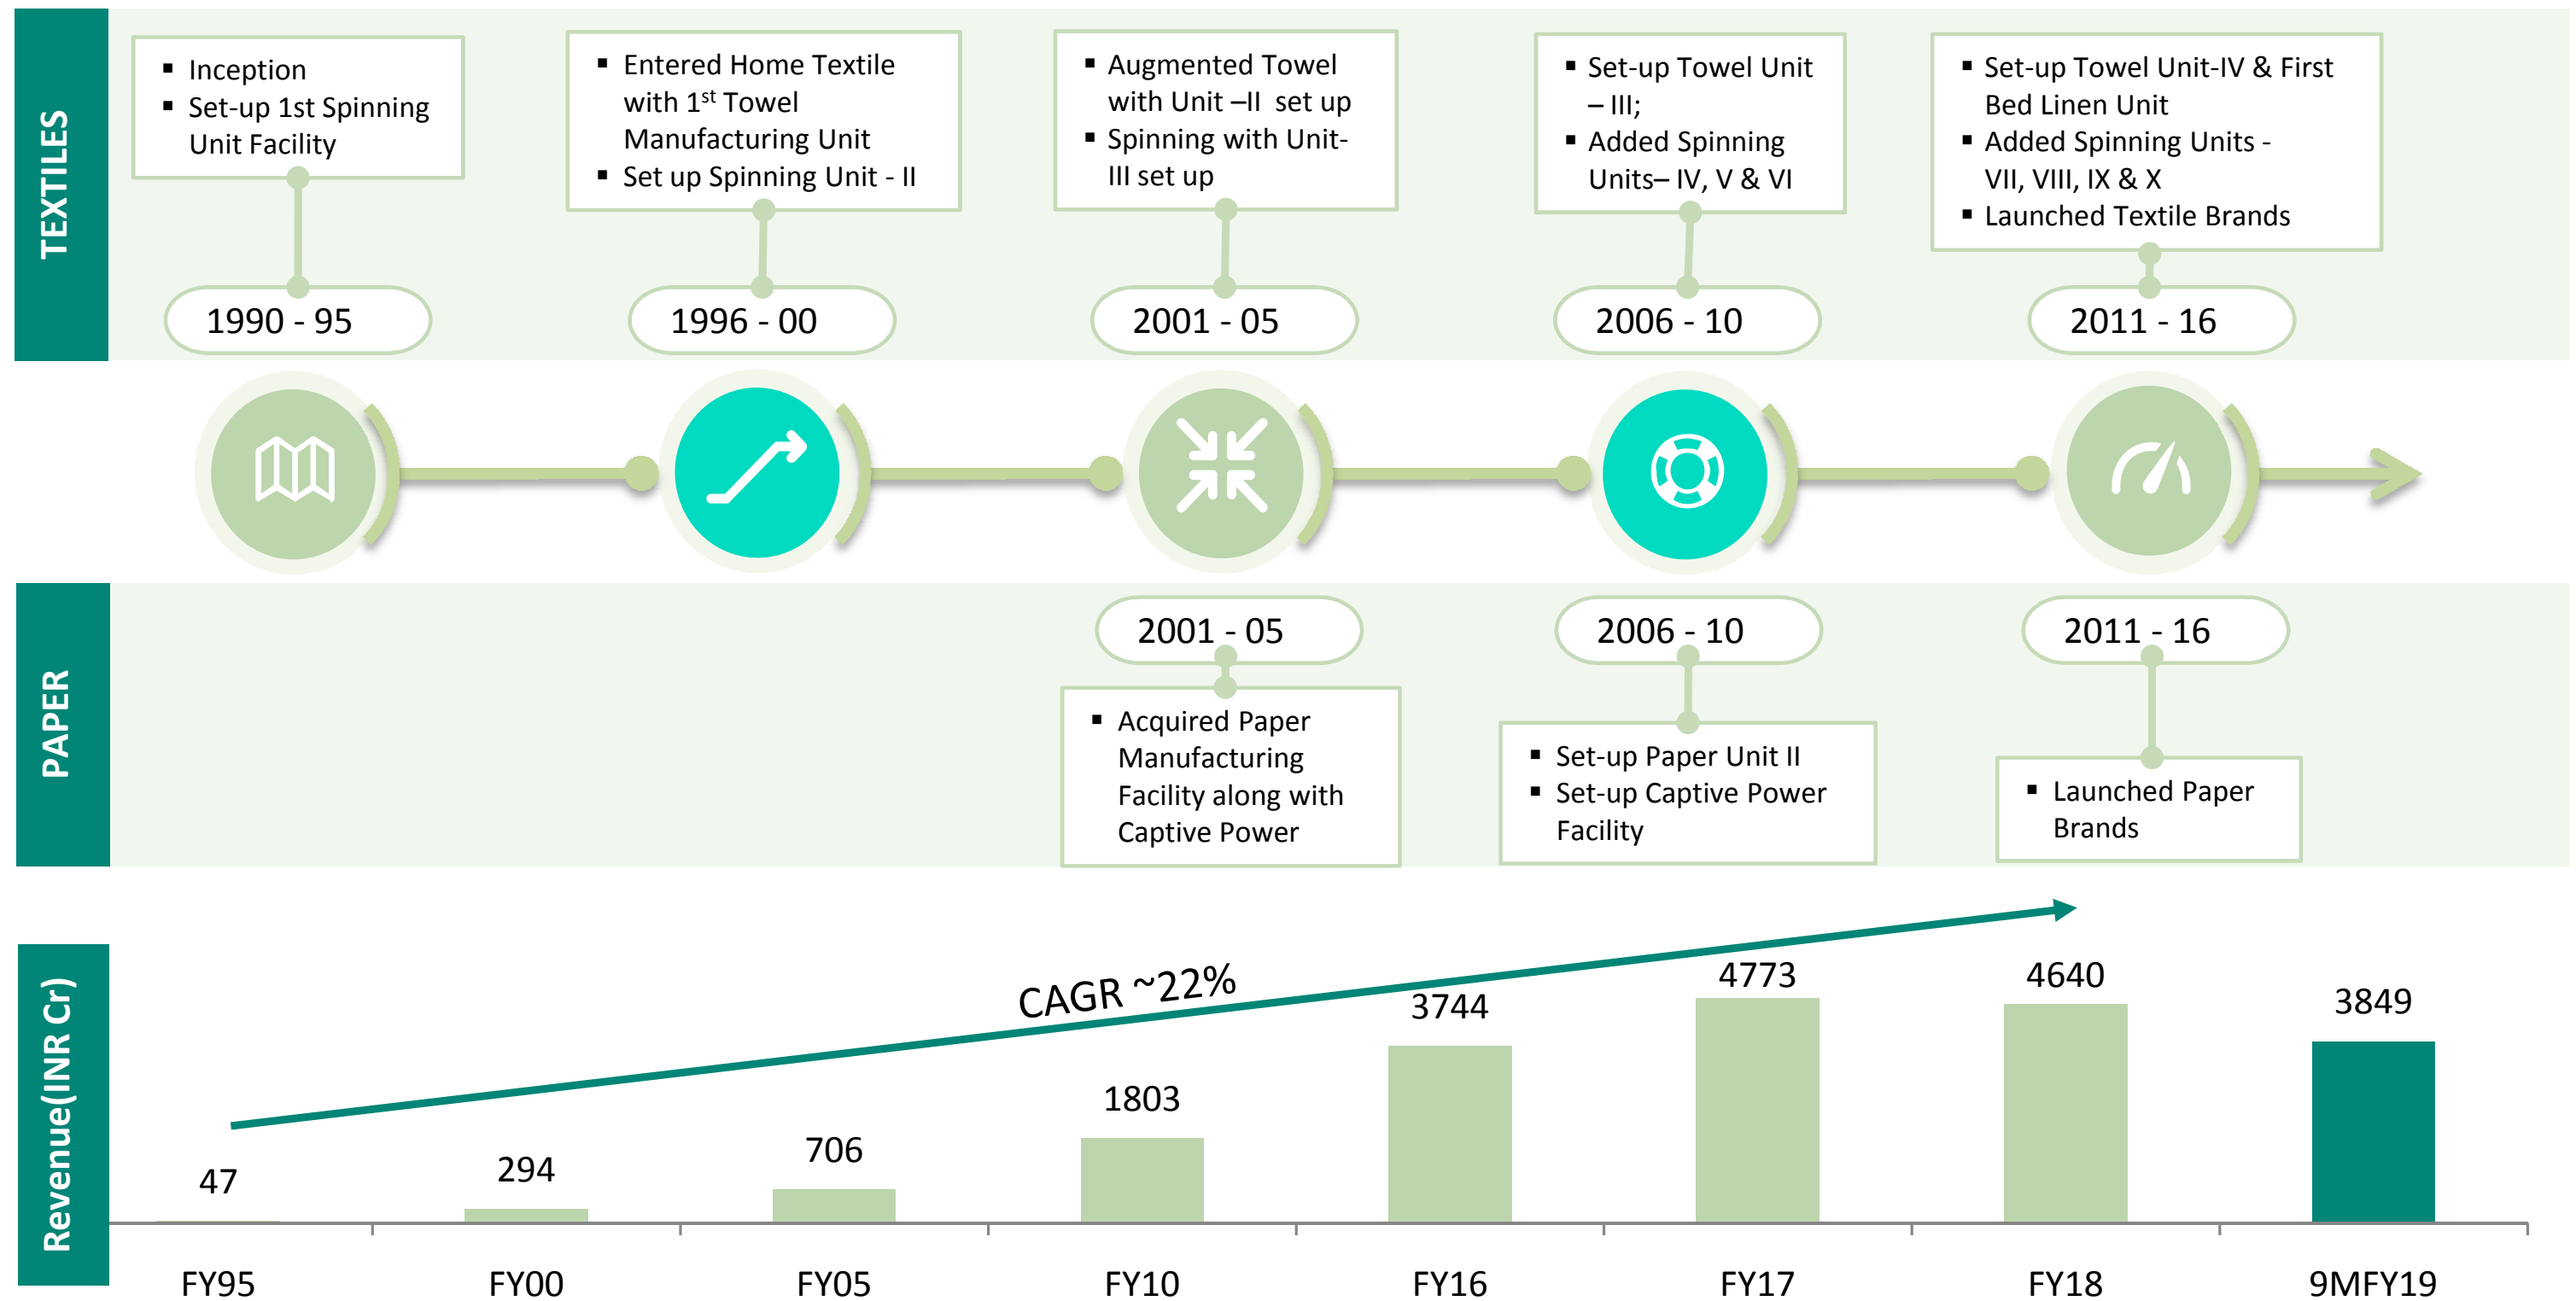 TEXTILES
▪ Inception
▪ Set-up 1st Spinning
Unit Facility
1990 - 95
▪ Entered Home Textile
with 1st Towel
Manufacturing Unit
▪ Set up Spinning Unit - II
1996 - 00
▪ Augmented Towel
with Unit –II set up
▪ Spinning with Unit-
III set up
2001 - 05
▪ Set-up Towel Unit
– III;
▪ Added Spinning
Units– IV, V & VI
2006 - 10
▪ Set-up Towel Unit-IV & First
Bed Linen Unit
▪ Added Spinning Units -
VII, VIII, IX & X
▪ Launched Textile Brands
2011 - 16
PAPER
2001 - 05
▪ Acquired Paper
Manufacturing
Facility along with
Captive Power
2006 - 10
▪ Set-up Paper Unit II
▪ Set-up Captive Power
Facility
2011 - 16
▪ Launched Paper
Brands
Revenue(INR Cr)
CAGR ~22%
47
294
706
1803
3744
4773
4640
3849
FY95
FY00
FY05
FY10
FY16
FY17
FY18
9MFY19